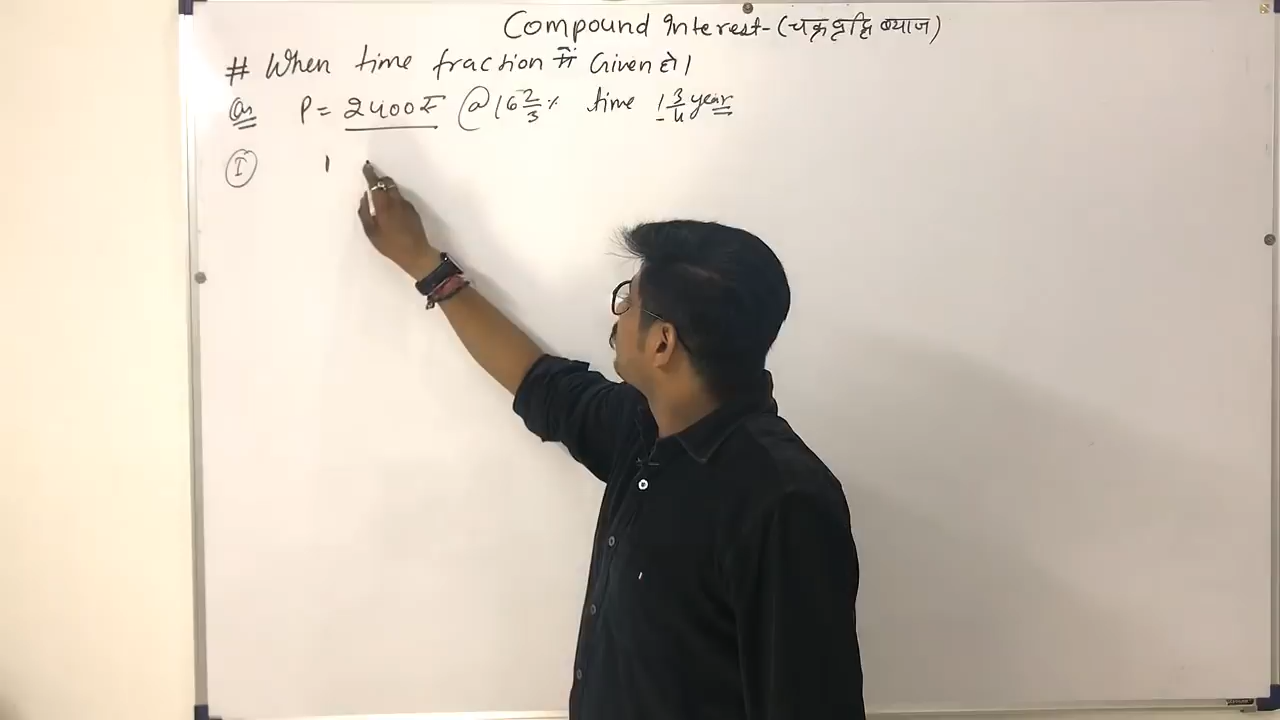 Compound Interest - (चक्रवृद्धि ब्याज)
# When time fraction में Given हो।
Qn P = 2400₹ @ 16 2/3 % time 1 3/4 year
I 1